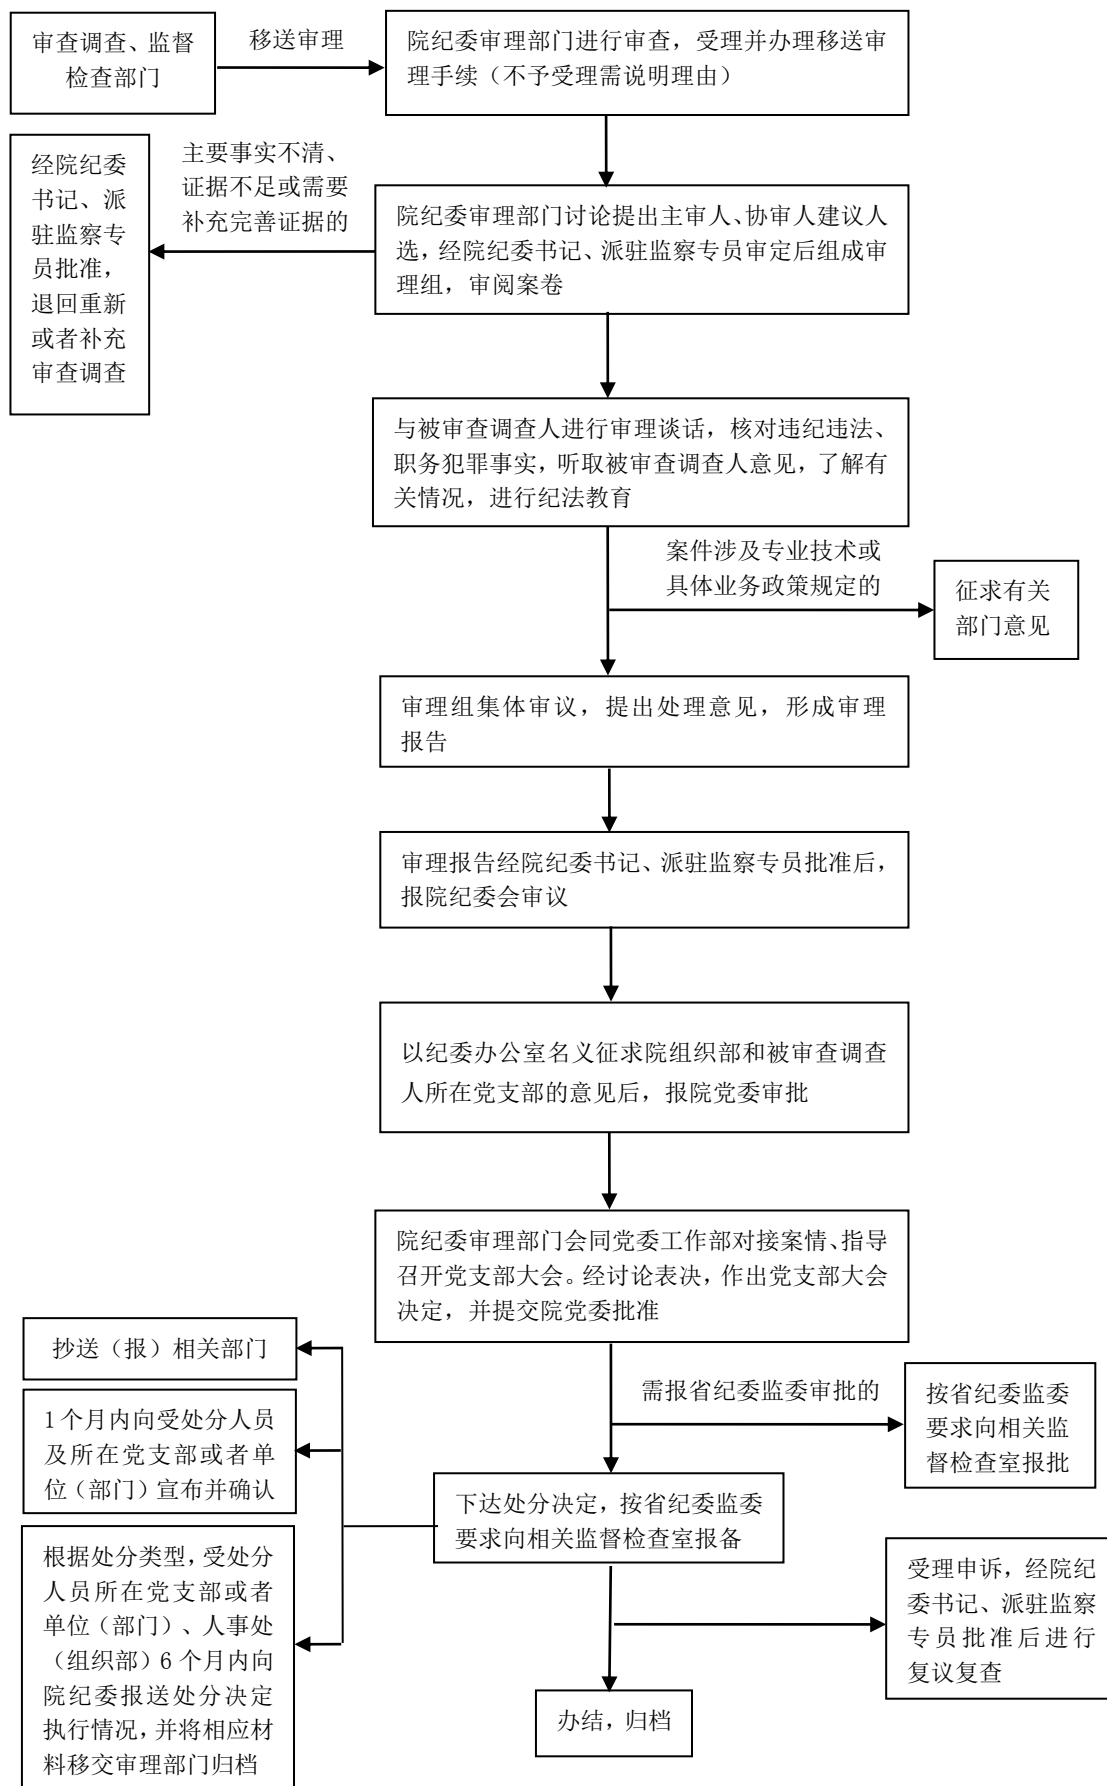 审查调查、监督
检查部门
移送审理
院纪委审理部门进行审查，受理并办理移送审
理手续（不予受理需说明理由）
经院纪委
书记、派
驻监察专
员批准，
退回重新
或者补充
审查调查
主要事实不清、
证据不足或需要
补充完善证据的
院纪委审理部门讨论提出主审人、协审人建议人
选，经院纪委书记、派驻监察专员审定后组成审
理组，审阅案卷
与被审查调查人进行审理谈话，核对违纪违法、
职务犯罪事实，听取被审查调查人意见，了解有
关情况，进行纪法教育
案件涉及专业技术或
具体业务政策规定的
征求有关
部门意见
审理组集体审议，提出处理意见，形成审理
报告
审理报告经院纪委书记、派驻监察专员批准后，
报院纪委会审议
以纪委办公室名义征求院组织部和被审查调查
人所在党支部的意见后，报院党委审批
院纪委审理部门会同党委工作部对接案情、指导
召开党支部大会。经讨论表决，作出党支部大会
决定，并提交院党委批准
抄送（报）相关部门
需报省纪委监委审批的
按省纪委监委
要求向相关监
督检查室报批
1个月内向受处分人员
及所在党支部或者单
位（部门）宣布并确认
下达处分决定，按省纪委监委
要求向相关监督检查室报备
根据处分类型，受处分
人员所在党支部或者
单位（部门）、人事处
（组织部）6个月内向
院纪委报送处分决定
执行情况，并将相应材
料移交审理部门归档
受理申诉，经院纪
委书记、派驻监察
专员批准后进行
复议复查
办结，归档